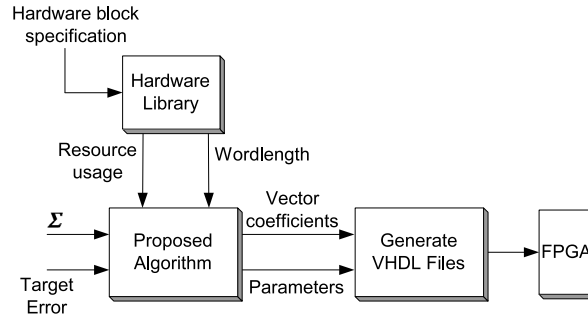 Hardware block
specification
Hardware
Library
Resource
usage
Wordlength
Σ
Target
Error
Proposed
Algorithm
Vector
coefficients
Parameters
Generate
VHDL Files
FPGA